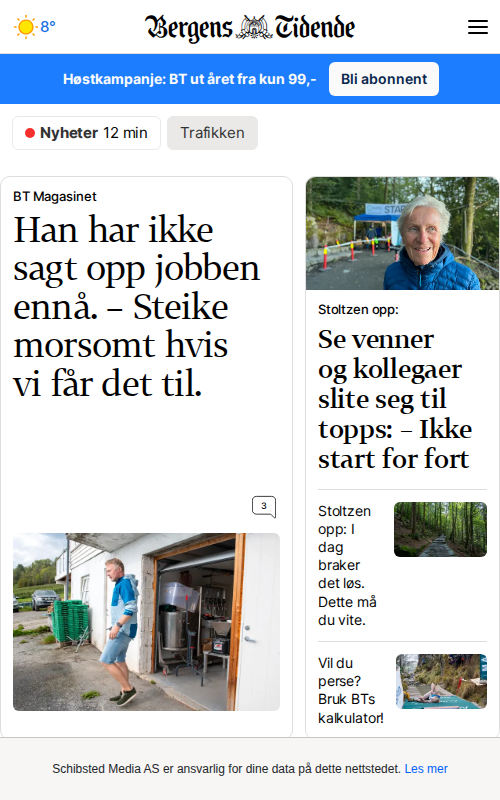 8°
Bergens Tidende
Høstkampanje: BT ut året fra kun 99,-
Bli abonnent
Nyheter 12 min
Trafikken
BT Magasinet
Han har ikke
sagt opp jobben
ennå. – Steike
morsomt hvis
vi får det til.
3
START
Stoltzen opp:
Se venner
og kollegaer
slite seg til
topps: – Ikke
start for fort
Stoltzen
opp: I
dag
braker
det løs.
Dette må
du vite.
Vil du
perse?
Bruk BTs
kalkulator!
Schibsted Media AS er ansvarlig for dine data på dette nettstedet. Les mer